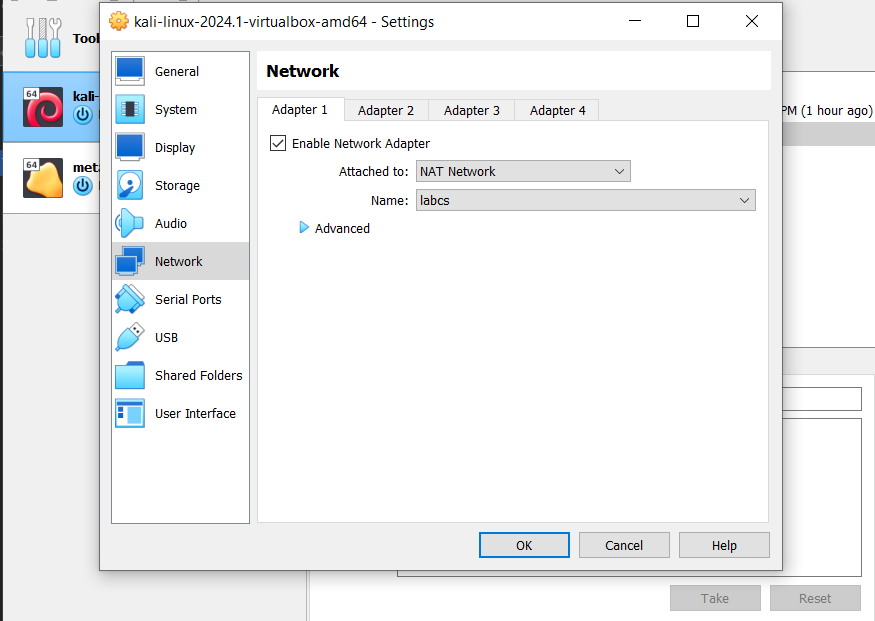 kali-linux-2024.1-virtualbox-amd64 - Settings
Tool
64
kali-
64
meta
PM (1 hour ago)
General
System
Display
Storage
Audio
Network
Serial Ports
USB
Shared Folders
User Interface
Network
Adapter 1
Adapter 2
Adapter 3
Adapter 4
Enable Network Adapter
Attached to:
NAT Network
Name:
labcs
Advanced
OK
Cancel
Help
Take
Reset